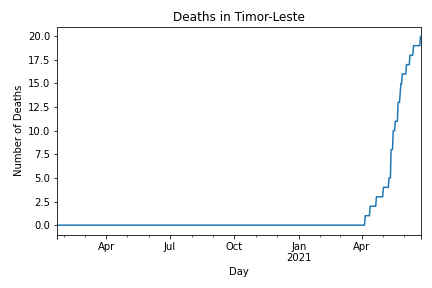 Deaths in Timor-Leste
20.0
17.5
15.0
12.5
10.0
7.5
5.0
2.5
0.0
Number of Deaths
Apr Jul Oct Jan Apr
2021
Day